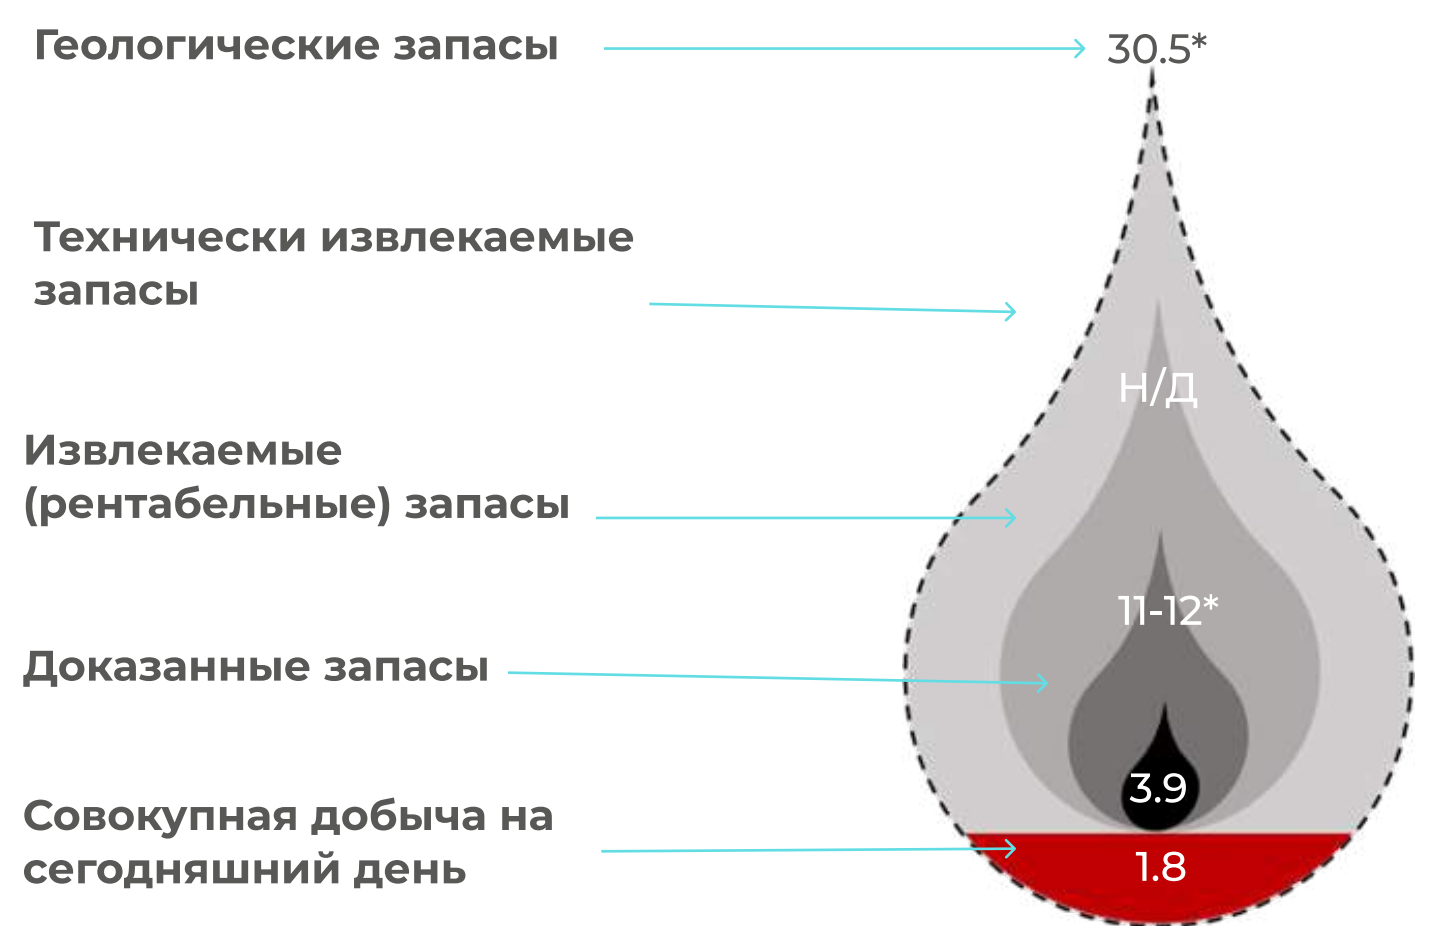 Геологические запасы
30.5*
Технически извлекаемые
запасы
Н/Д
Извлекаемые
(рентабельные) запасы
11-12*
Доказанные запасы
3.9
Совокупная добыча на
сегодняшний день
1.8